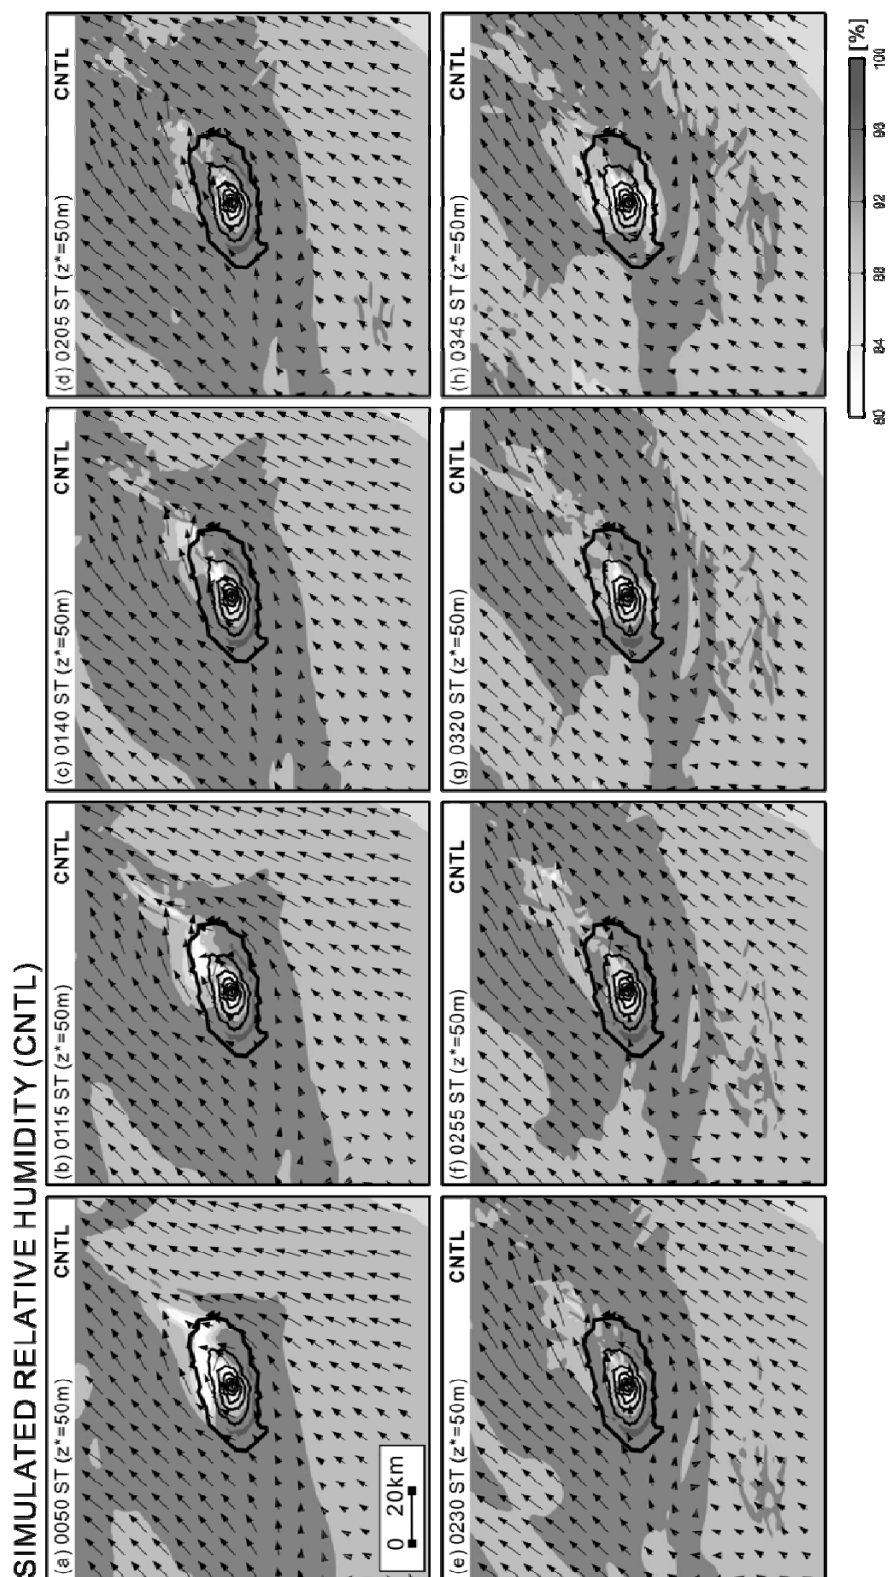 SIMULATED RELATIVE HUMIDITY (CNTL)
(a) 0050 ST (z*=50m) CNTL
(b) 0115 ST (z*=50m) CNTL
(c) 0140 ST (z*=50m) CNTL
(d) 0205 ST (z*=50m) CNTL
0 20km
(e) 0230 ST (z*=50m) CNTL
(f) 0255 ST (z*=50m) CNTL
(g) 0320 ST (z*=50m) CNTL
(h) 0345 ST (z*=50m) CNTL
80 84 88 92 96 100 [%]